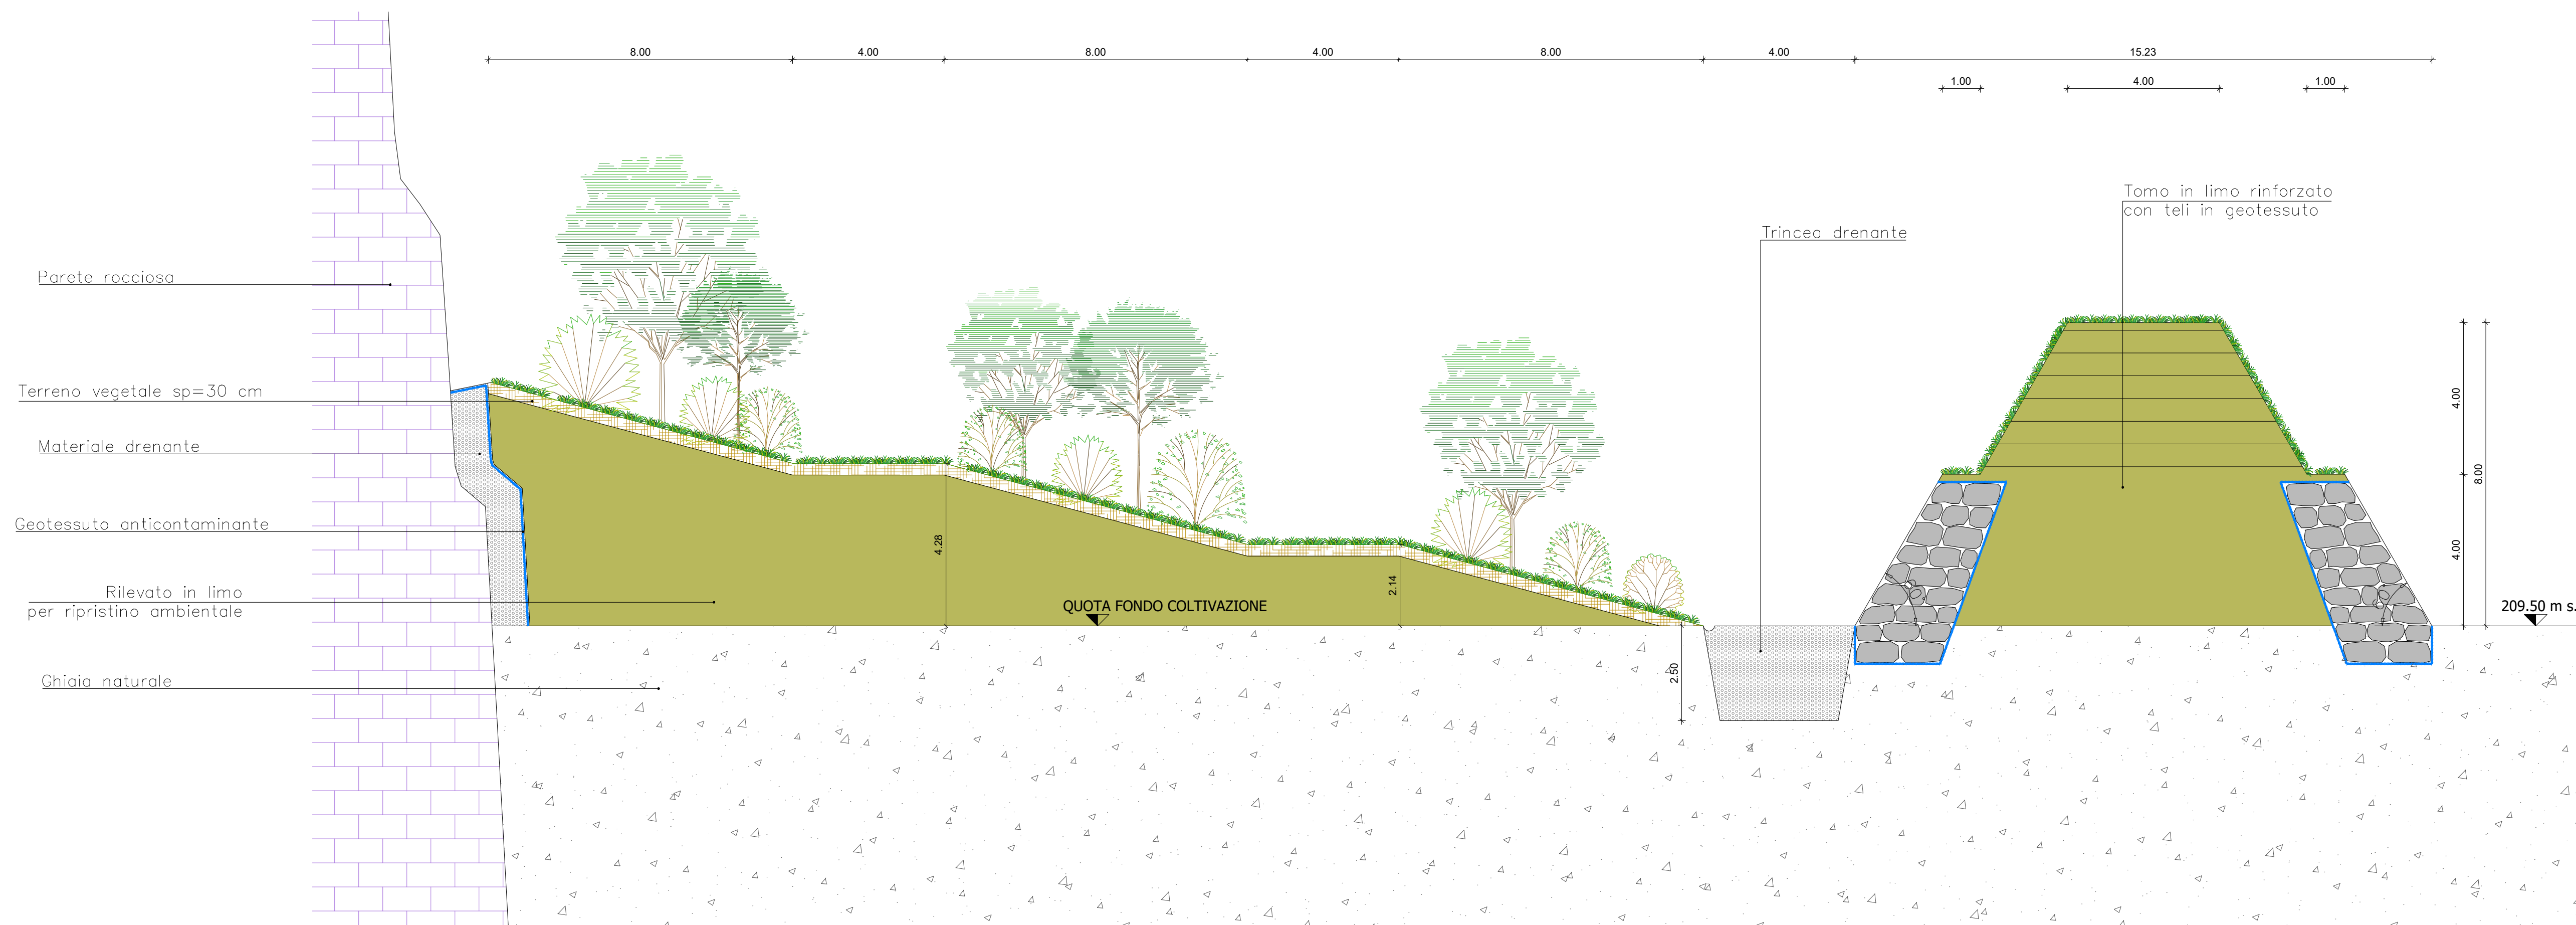 8.00
4.00
8.00
4.00
8.00
4.00
15.23
1.00
4.00
1.00
Tomo in limo rinforzato
con teli in geotessuto
Trincea drenante
Parete rocciosa
Terreno vegetale sp=30 cm
Materiale drenante
Geotessuto anticontaminante
Rilevato in limo
per ripristino ambientale
Ghiaia naturale
4.28
QUOTA FONDO COLTIVAZIONE
2.14
2.50
4.00
8.00
4.00
209.50 m s.